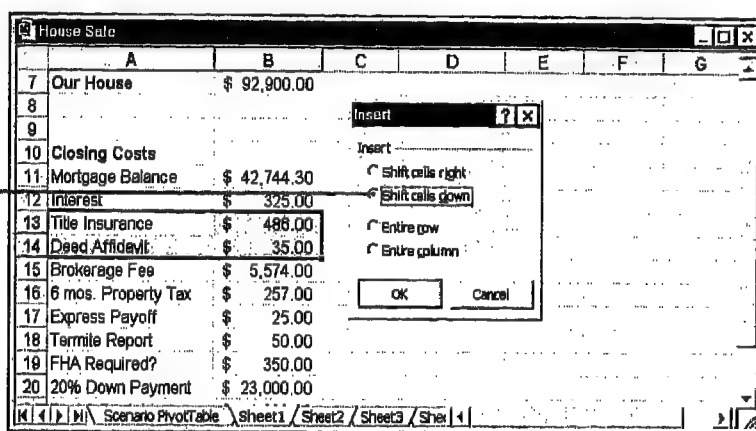 House Sale
A B C D E F G
7 Our House $ 92,900.00
8
9
10 Closing Costs
11 Mortgage Balance $ 42,744.30
12 Interest $ 325.00
13 Title Insurance $ 486.00
14 Deed Affidavit $ 35.00
15 Brokerage Fee $ 5,574.00
16 6 mos. Property Tax $ 257.00
17 Express Payoff $ 25.00
18 Termite Report $ 50.00
19 FHA Required? $ 350.00
20 20% Down Payment $ 23,000.00
Insert
Insert
Shift cells right
Shift cells down
Entire row
Entire column
OK Cancel
Scenario PivotTable Sheet1 Sheet2 Sheet3 She